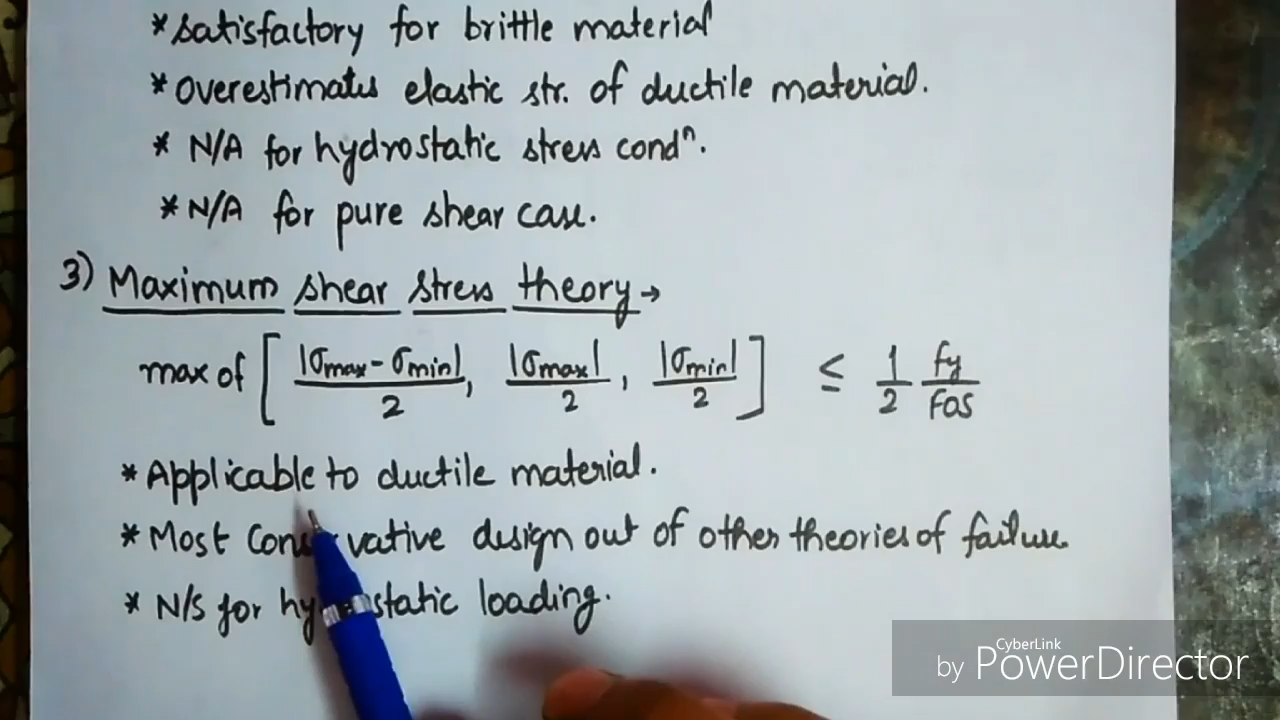 * satisfactory for brittle material
* overestimates elastic str. of ductile material.
* N/A for hydrostatic stress condⁿ.
* N/A for pure shear case.
3) Maximum shear stress theory →
max of [ |σmax - σmin| / 2 , |σmax| / 2 , |σmin| / 2 ] ≤ 1/2 fy/FOS
* Applicable to ductile material.
* Most design out of other theories of failure
* N/S for loading.
CyberLink
by PowerDirector